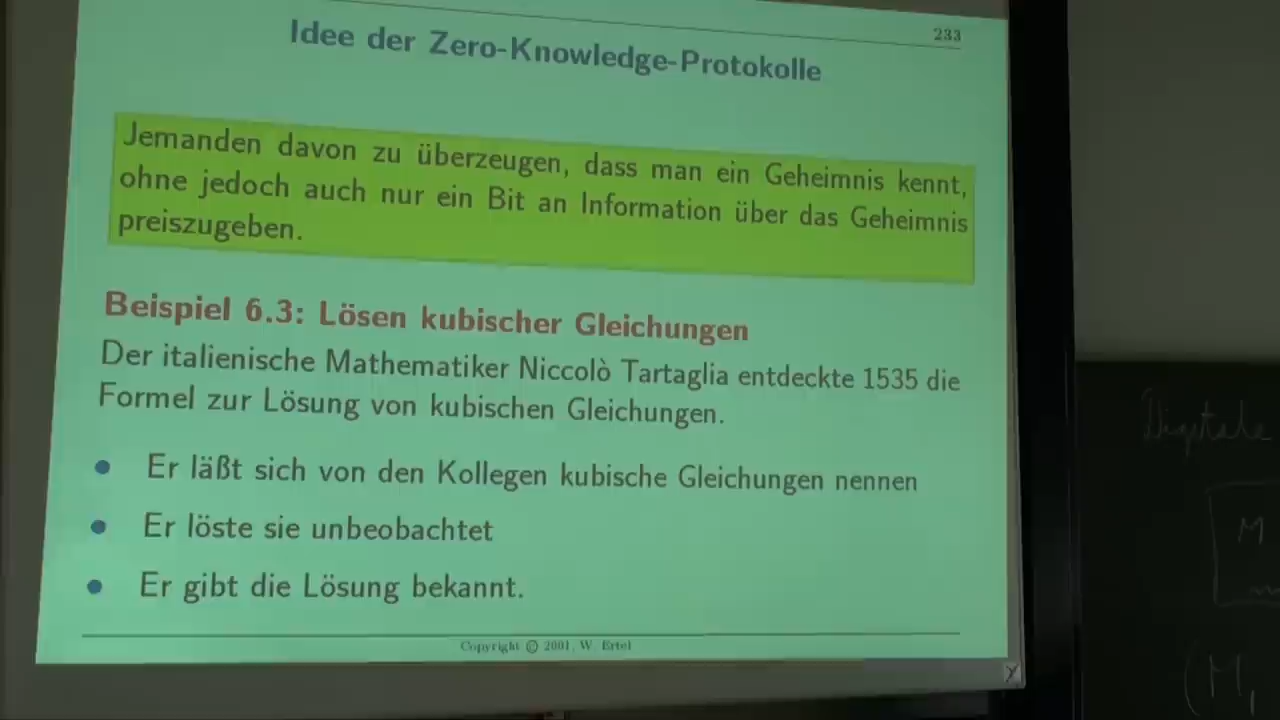 233
Idee der Zero-Knowledge-Protokolle
Jemanden davon zu überzeugen, dass man ein Geheimnis kennt,
ohne jedoch auch nur ein Bit an Information über das Geheimnis
preiszugeben.
Beispiel 6.3: Lösen kubischer Gleichungen
Der italienische Mathematiker Niccolò Tartaglia entdeckte 1535 die
Formel zur Lösung von kubischen Gleichungen.
• Er läßt sich von den Kollegen kubische Gleichungen nennen
• Er löste sie unbeobachtet
• Er gibt die Lösung bekannt.
Copyright © 2001, W. Ertel
Digitale
M
(M,